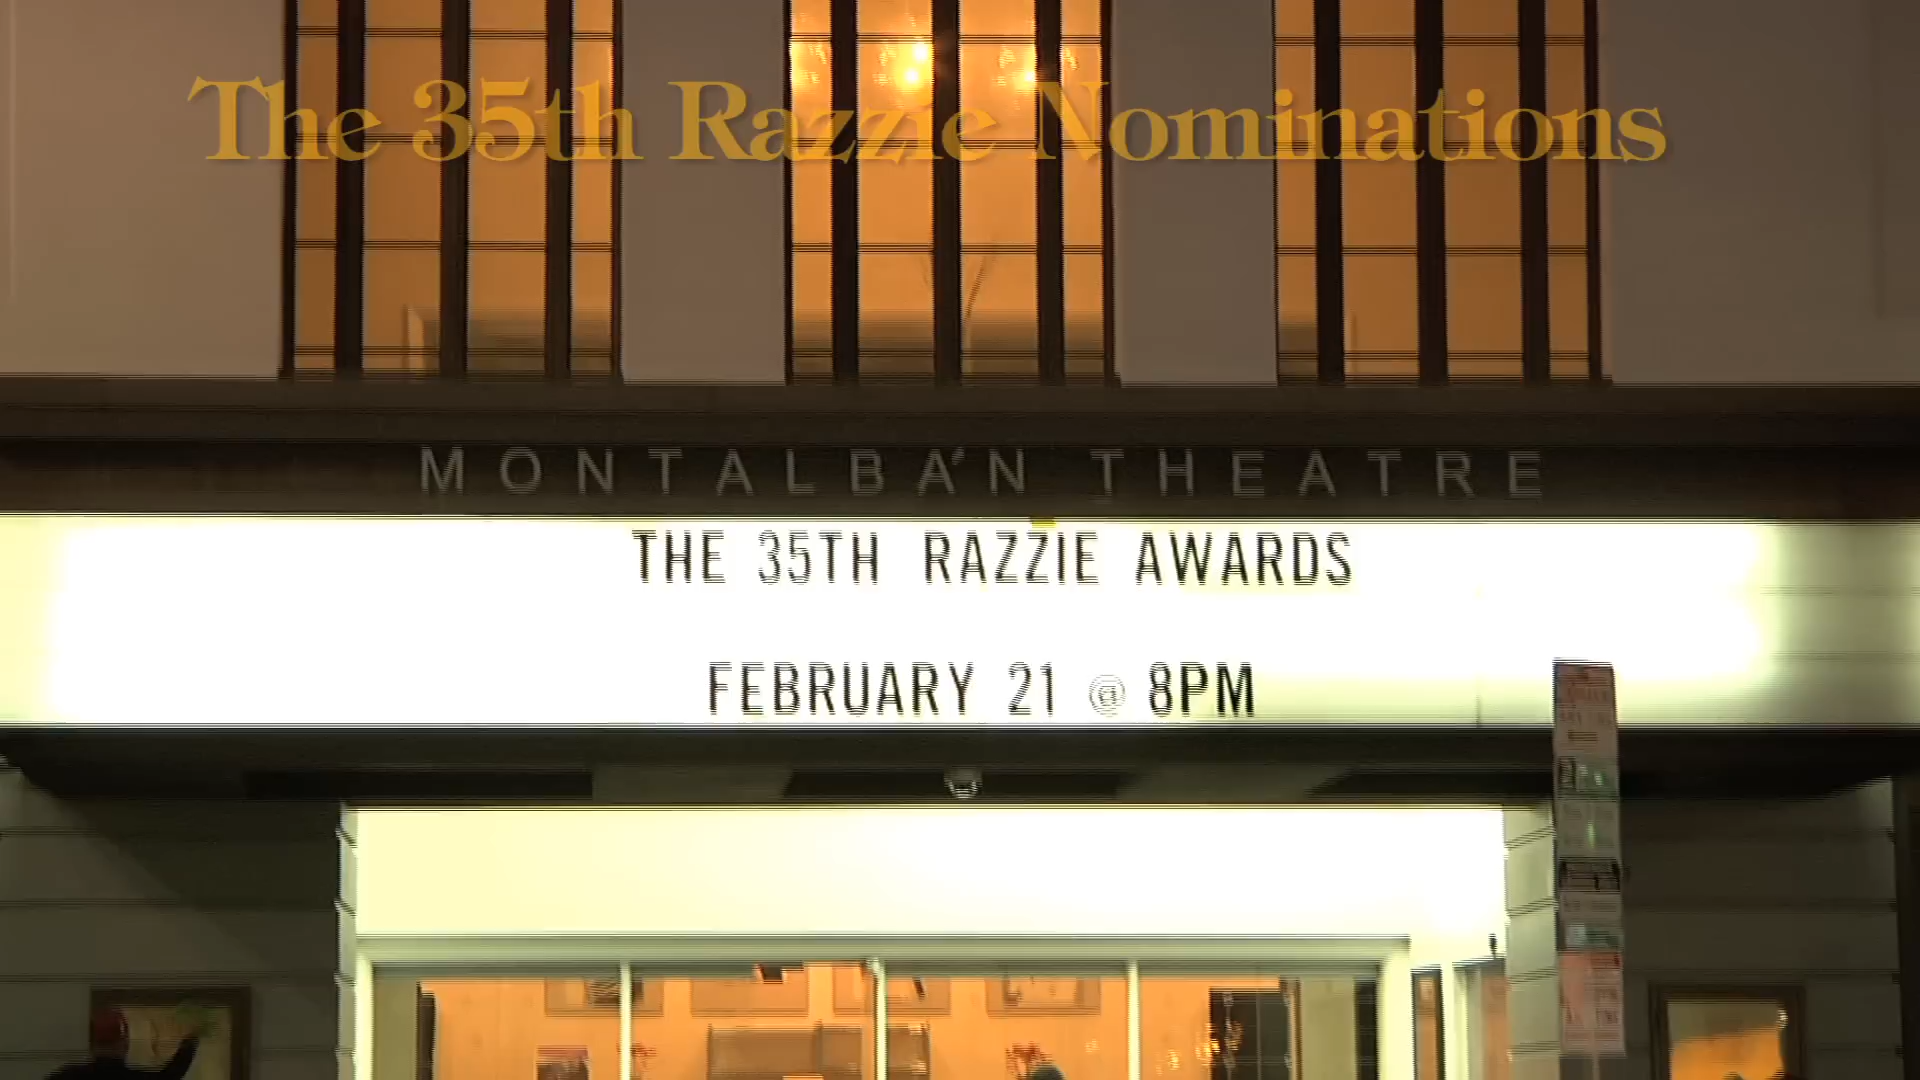 The 35th Razzie Nominations
MONTALBÁN THEATRE
THE 35TH RAZZIE AWARDS
FEBRUARY 21 @ 8PM